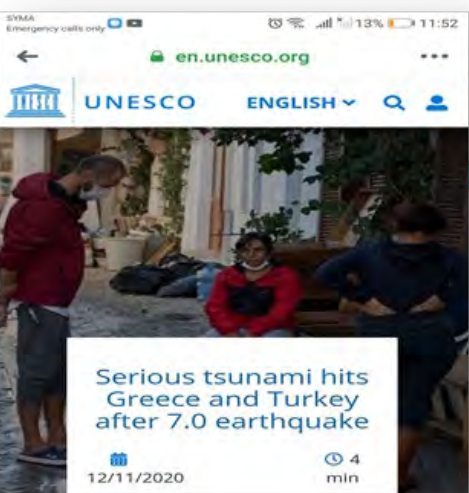 SYMA
Emergency calls only
13% 11:52
en.unesco.org
UNESCO ENGLISH
Serious tsunami hits
Greece and Turkey
after 7.0 earthquake
12/11/2020 4
min